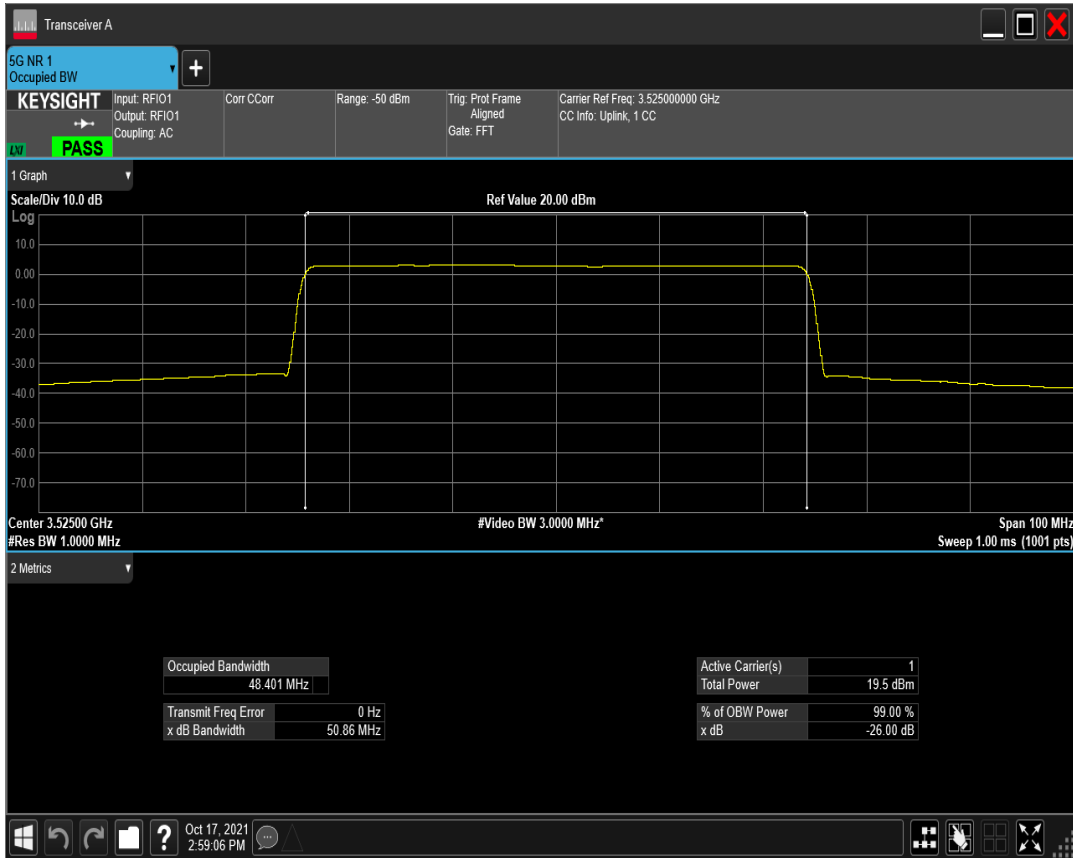 Transceiver A
5G NR 1
Occupied BW
+
KEYSIGHT
LXI
PASS
Input: RFIO1
Output: RFIO1
Coupling: AC
Corr CCorr
Range: -50 dBm
Trig: Prot Frame
Aligned
Gate: FFT
Carrier Ref Freq: 3.525000000 GHz
CC Info: Uplink, 1 CC
1 Graph
Scale/Div 10.0 dB
Ref Value 20.00 dBm
Log
10.0
0.00
-10.0
-20.0
-30.0
-40.0
-50.0
-60.0
-70.0
Center 3.52500 GHz
#Video BW 3.0000 MHz*
Span 100 MHz
#Res BW 1.0000 MHz
Sweep 1.00 ms (1001 pts)
2 Metrics
Occupied Bandwidth
48.401 MHz
Transmit Freq Error 0 Hz
x dB Bandwidth 50.86 MHz
Active Carrier(s) 1
Total Power 19.5 dBm
% of OBW Power 99.00 %
x dB -26.00 dB
?
Oct 17, 2021
2:59:06 PM